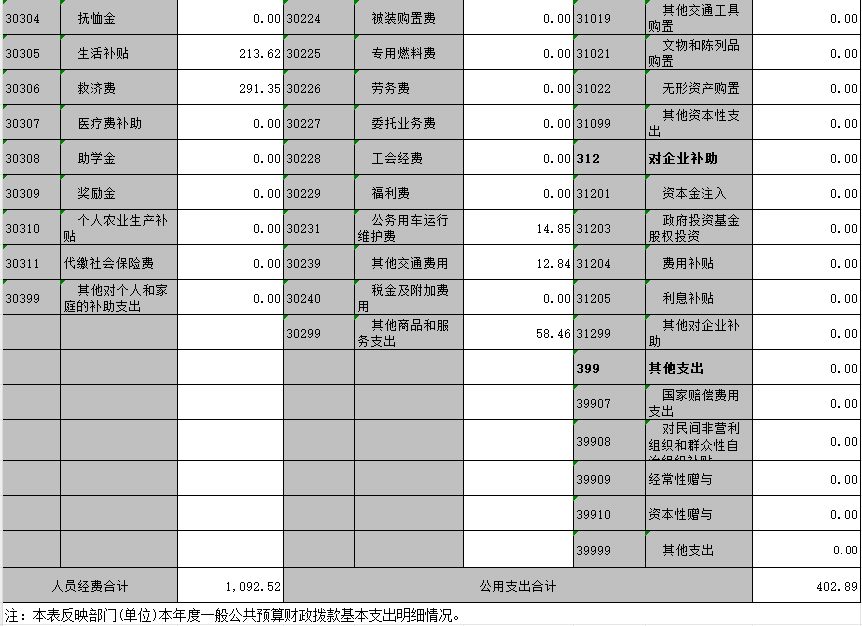 30304 抚恤金 0.00 30224 被装购置费 0.00 31019 其他交通工具
购置 0.00
30305 生活补贴 213.62 30225 专用燃料费 0.00 31021 文物和陈列品
购置 0.00
30306 救济费 291.35 30226 劳务费 0.00 31022 无形资产购置 0.00
30307 医疗费补助 0.00 30227 委托业务费 0.00 31099 其他资本性支
出 0.00
30308 助学金 0.00 30228 工会经费 0.00 312 对企业补助 0.00
30309 奖励金 0.00 30229 福利费 0.00 31201 资本金注入 0.00
30310 个人农业生产补
贴 0.00 30231 公务用车运行
维护费 14.85 31203 政府投资基金
股权投资 0.00
30311 代缴社会保险费 0.00 30239 其他交通费用 12.84 31204 费用补贴 0.00
30399 其他对个人和家
庭的补助支出 0.00 30240 税金及附加费
用 0.00 31205 利息补贴 0.00
30299 其他商品和服
务支出 58.46 31299 其他对企业补
助 0.00
399 其他支出 0.00
39907 国家赔偿费用
支出 0.00
39908 对民间非营利
组织和群众性自
治组织补贴 0.00
39909 经常性赠与 0.00
39910 资本性赠与 0.00
39999 其他支出 0.00
人员经费合计 1,092.52 公用支出合计 402.89
注：本表反映部门(单位)本年度一般公共预算财政拨款基本支出明细情况。